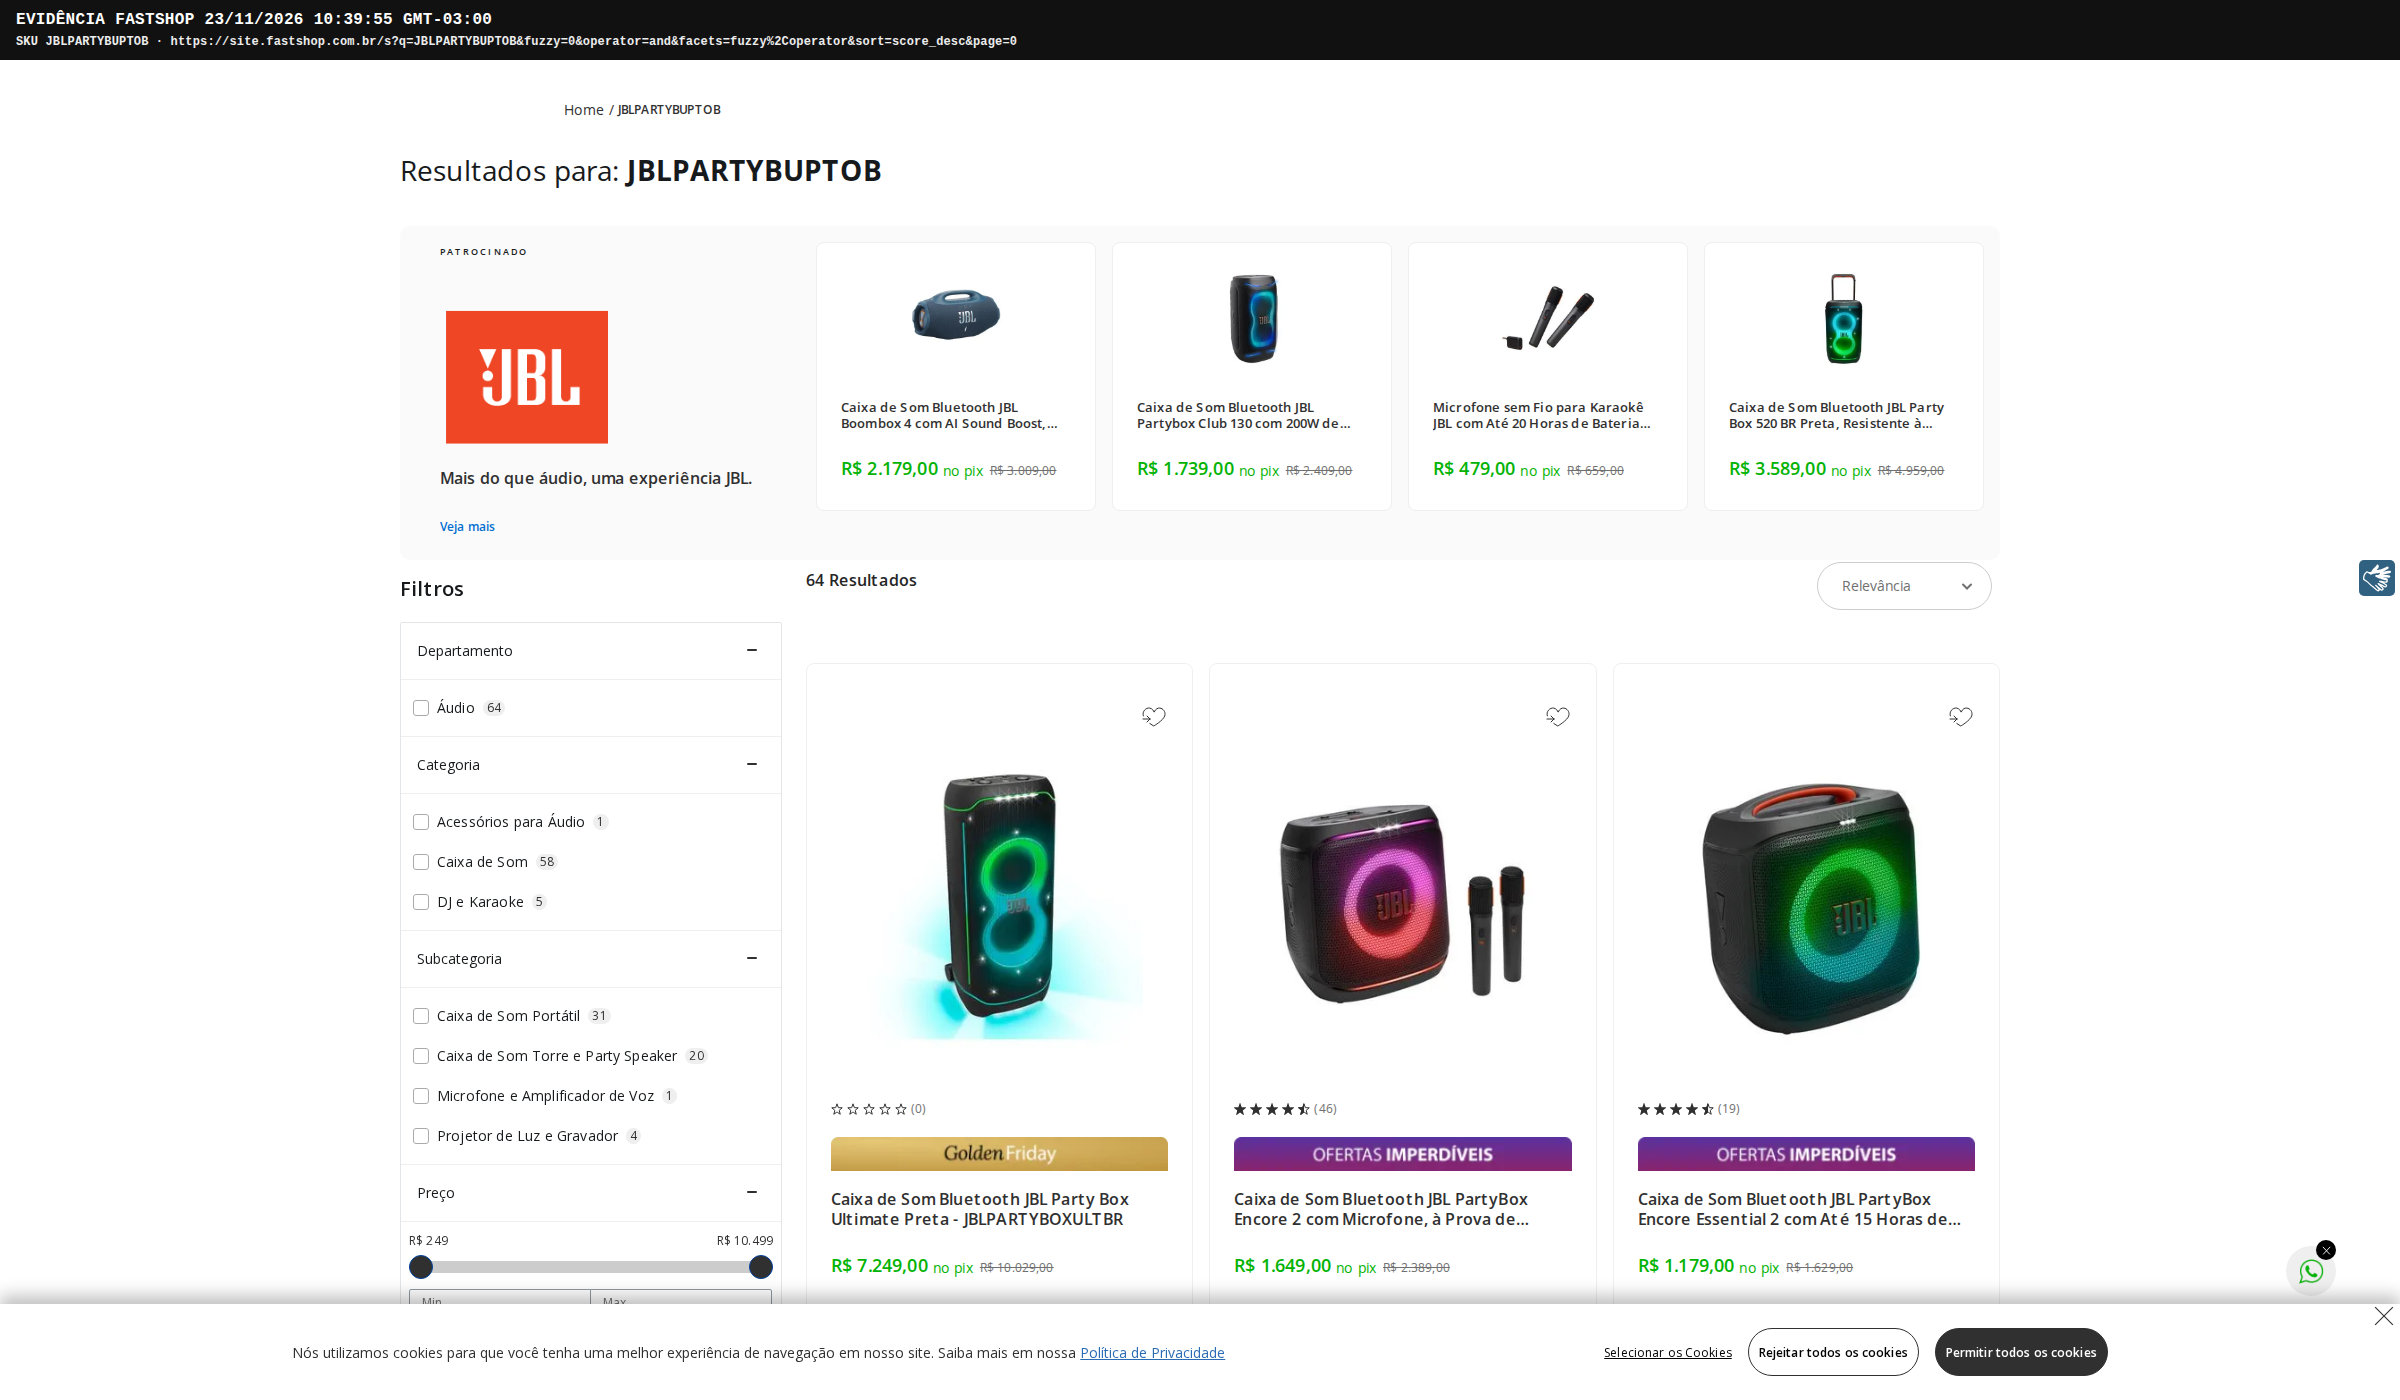 EVIDÊNCIA FASTSHOP 23/11/2026 10:39:55 GMT-03:00
SKU JBLPARTYBUPTOB · https://site.fastshop.com.br/s?q=JBLPARTYBUPTOB&fuzzy=0&operator=and&facets=fuzzy%2Coperator&sort=score_desc&page=0
Home / JBLPARTYBUPTOB
Resultados para: JBLPARTYBUPTOB
PATROCINADO
JBL
Mais do que áudio, uma experiência JBL.
Veja mais
Caixa de Som Bluetooth JBL
Boombox 4 com AI Sound Boost,...
R$ 2.179,00 no pix R$ 3.009,00
Caixa de Som Bluetooth JBL
Partybox Club 130 com 200W de...
R$ 1.739,00 no pix R$ 2.409,00
Microfone sem Fio para Karaokê
JBL com Até 20 Horas de Bateria...
R$ 479,00 no pix R$ 659,00
Caixa de Som Bluetooth JBL Party
Box 520 BR Preta, Resistente à...
R$ 3.589,00 no pix R$ 4.959,00
Filtros
Departamento
Áudio 64
Categoria
Acessórios para Áudio 1
Caixa de Som 58
DJ e Karaoke 5
Subcategoria
Caixa de Som Portátil 31
Caixa de Som Torre e Party Speaker 20
Microfone e Amplificador de Voz 1
Projetor de Luz e Gravador 4
Preço
R$ 249 R$ 10.499
Min Max
64 Resultados
Relevância
JBL
(0)
Golden Friday
Caixa de Som Bluetooth JBL Party Box
Ultimate Preta - JBLPARTYBOXULTBR
R$ 7.249,00 no pix R$ 10.029,00
JBL
(46)
OFERTAS IMPERDÍVEIS
Caixa de Som Bluetooth JBL PartyBox
Encore 2 com Microfone, à Prova de...
R$ 1.649,00 no pix R$ 2.389,00
JBL
(19)
OFERTAS IMPERDÍVEIS
Caixa de Som Bluetooth JBL PartyBox
Encore Essential 2 com Até 15 Horas de...
R$ 1.179,00 no pix R$ 1.629,00
Nós utilizamos cookies para que você tenha uma melhor experiência de navegação em nosso site. Saiba mais em nossa Política de Privacidade
Selecionar os Cookies
Rejeitar todos os cookies
Permitir todos os cookies